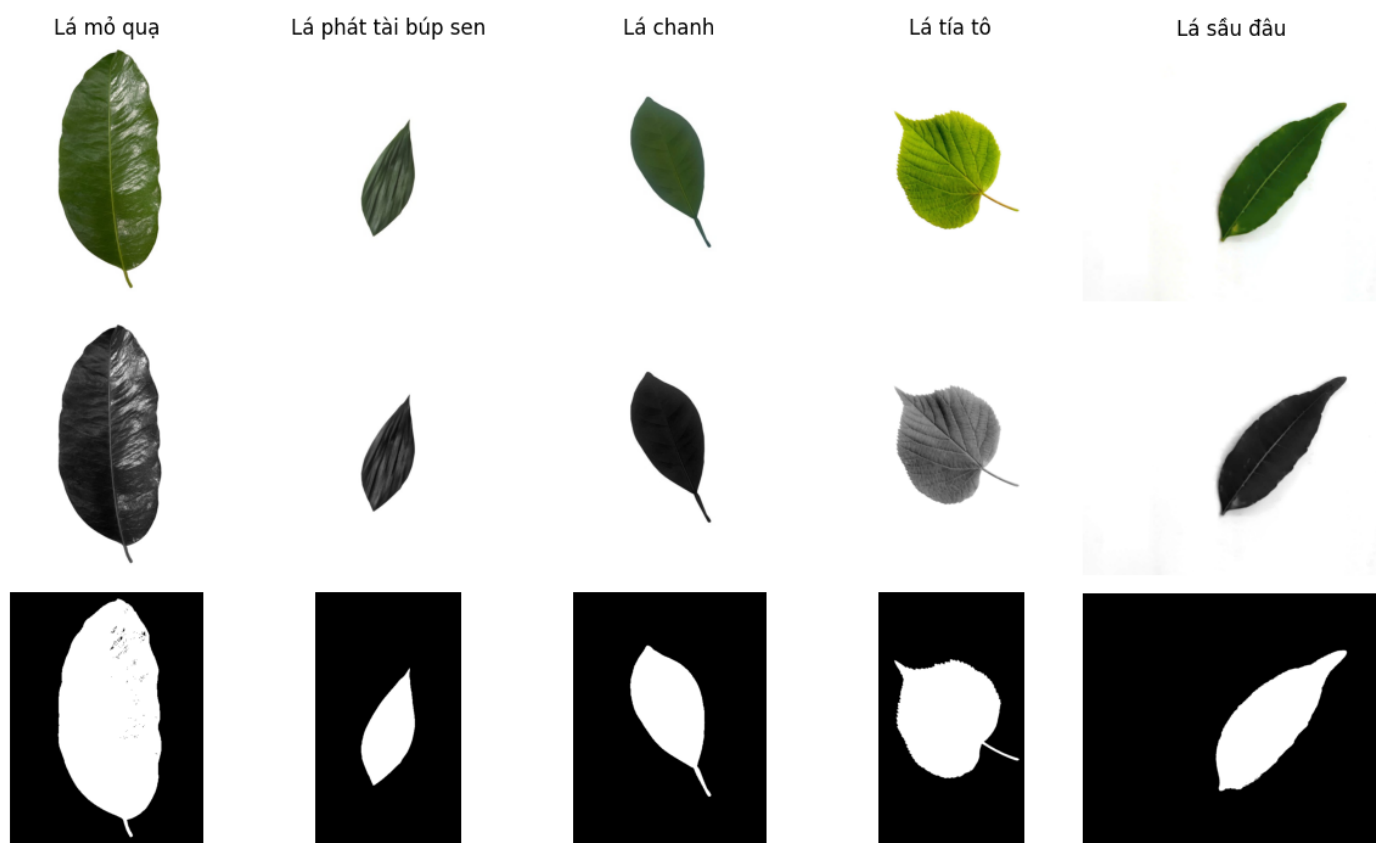 Lá mỏ quạ
Lá phát tài búp sen
Lá chanh
Lá tía tô
Lá sầu đâu